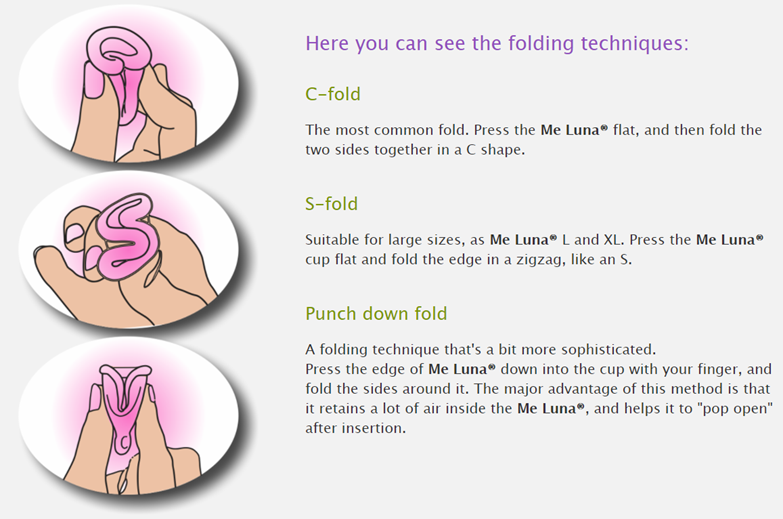 Here you can see the folding techniques:
C-fold
The most common fold. Press the Me Luna® flat, and then fold the
two sides together in a C shape.
S-fold
Suitable for large sizes, as Me Luna® L and XL. Press the Me Luna®
cup flat and fold the edge in a zigzag, like an S.
Punch down fold
A folding technique that's a bit more sophisticated.
Press the edge of Me Luna® down into the cup with your finger, and
fold the sides around it. The major advantage of this method is that
it retains a lot of air inside the Me Luna®, and helps it to "pop open"
after insertion.